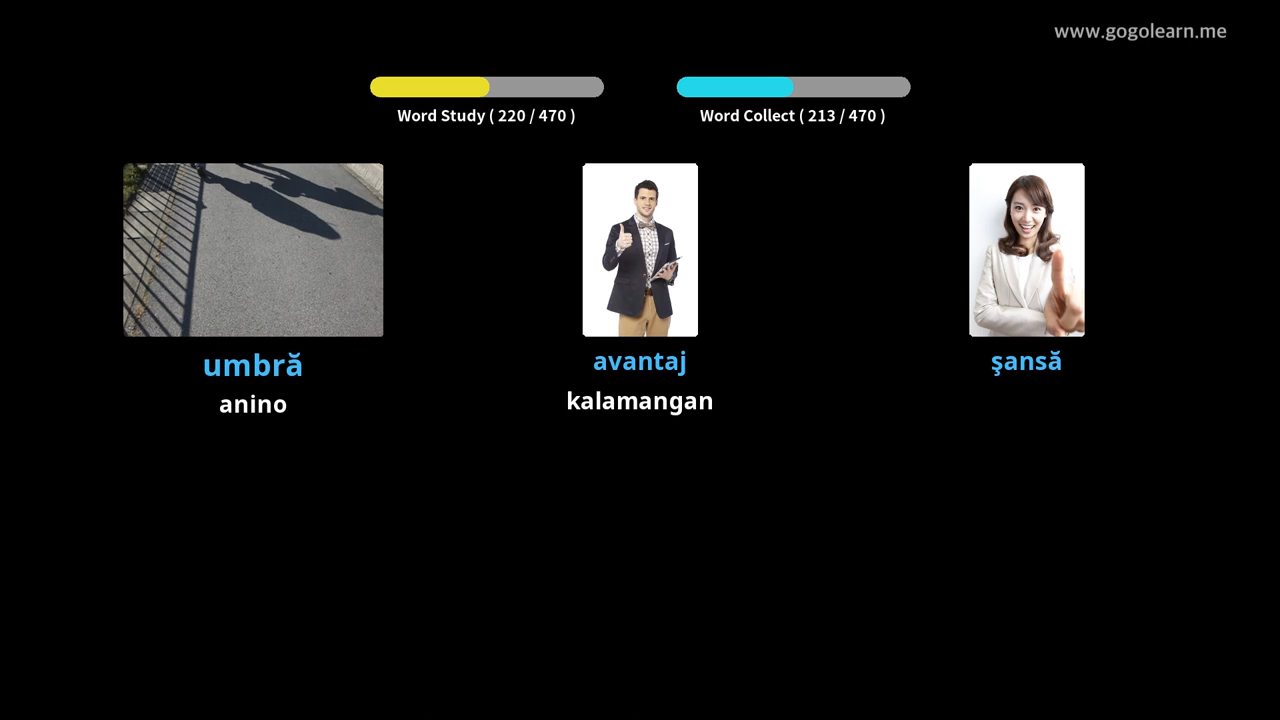 www.gogolearn.me
Word Study ( 220 / 470 )
Word Collect ( 213 / 470 )
umbră
avantaj
şansă
anino
kalamangan